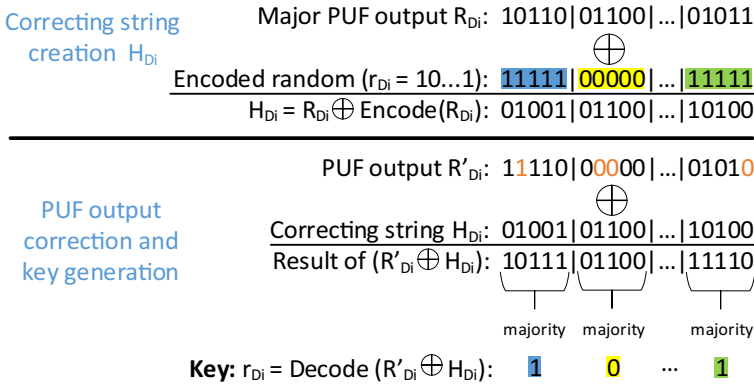 Correcting string creation H_Di
Major PUF output R_Di: 10110|01100|...|01011
⊕
Encoded random (r_Di = 10...1): 11111|00000|...|11111
H_Di = R_Di ⊕ Encode(R_Di): 01001|01100|...|10100
PUF output correction and key generation
PUF output R'_Di: 11110|00000|...|01010
⊕
Correcting string H_Di: 01001|01100|...|10100
Result of (R'_Di ⊕ H_Di): 10111|01100|...|11110
majority majority majority
Key: r_Di = Decode (R'_Di ⊕ H_Di): 1 0 ... 1